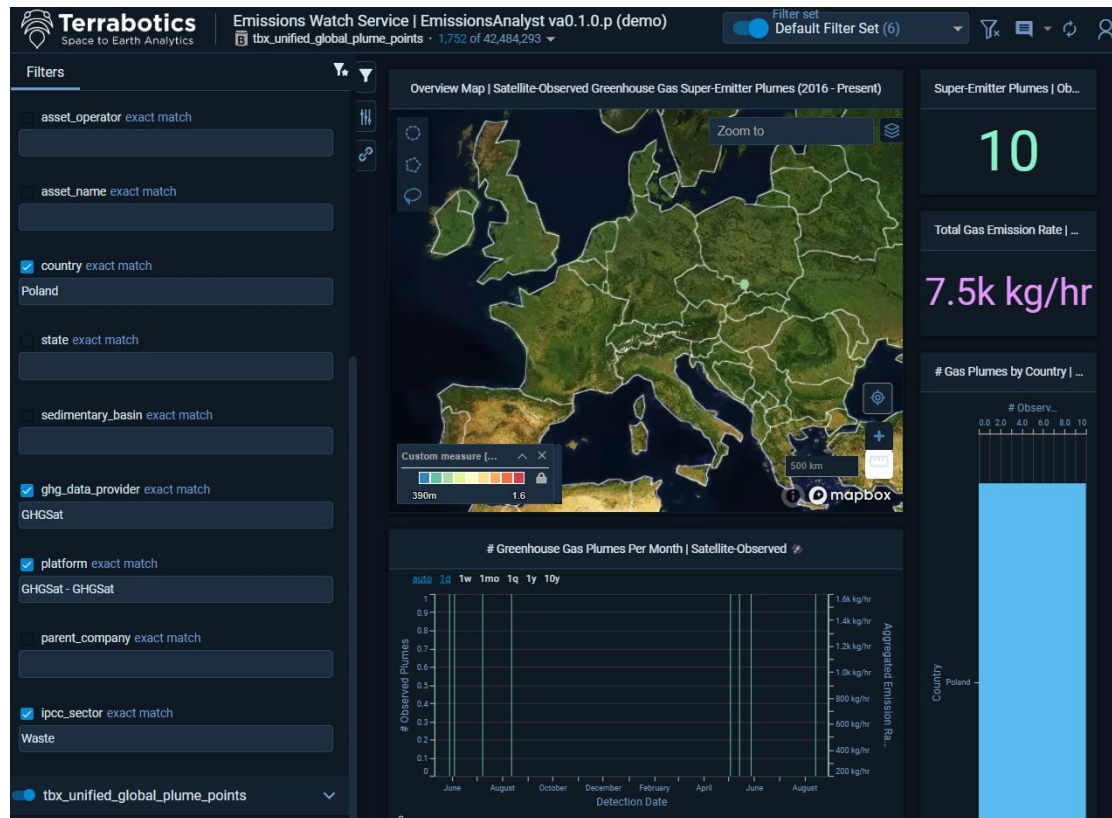 Terrabotics
Space to Earth Analytics
Emissions Watch Service | EmissionsAnalyst va0.1.0.p (demo)
tbx_unified_global_plume_points · 1,752 of 42,484,293
Filter set
Default Filter Set (6)
Filters
asset_operator exact match
asset_name exact match
country exact match
Poland
state exact match
sedimentary_basin exact match
ghg_data_provider exact match
GHGSat
platform exact match
GHGSat - GHGSat
parent_company exact match
ipcc_sector exact match
Waste
tbx_unified_global_plume_points
Overview Map | Satellite-Observed Greenhouse Gas Super-Emitter Plumes (2016 - Present)
Zoom to
Custom measure [...
390m 1.6
500 km
mapbox
# Greenhouse Gas Plumes Per Month | Satellite-Observed
auto 1d 1w 1mo 1q 1y 10y
# Observed Plumes
1
0.9
0.8
0.7
0.6
0.5
0.4
0.3
0.2
0.1
0
1.6k kg/hr
1.4k kg/hr
1.2k kg/hr
1.0k kg/hr
800 kg/hr
600 kg/hr
400 kg/hr
200 kg/hr
Aggregated Emission Ra...
June August October December February April June August
Detection Date
Super-Emitter Plumes | Ob...
10
Total Gas Emission Rate | ...
7.5k kg/hr
# Gas Plumes by Country | ...
# Observ...
0.0 2.0 4.0 6.0 8.0 10
Country
Poland